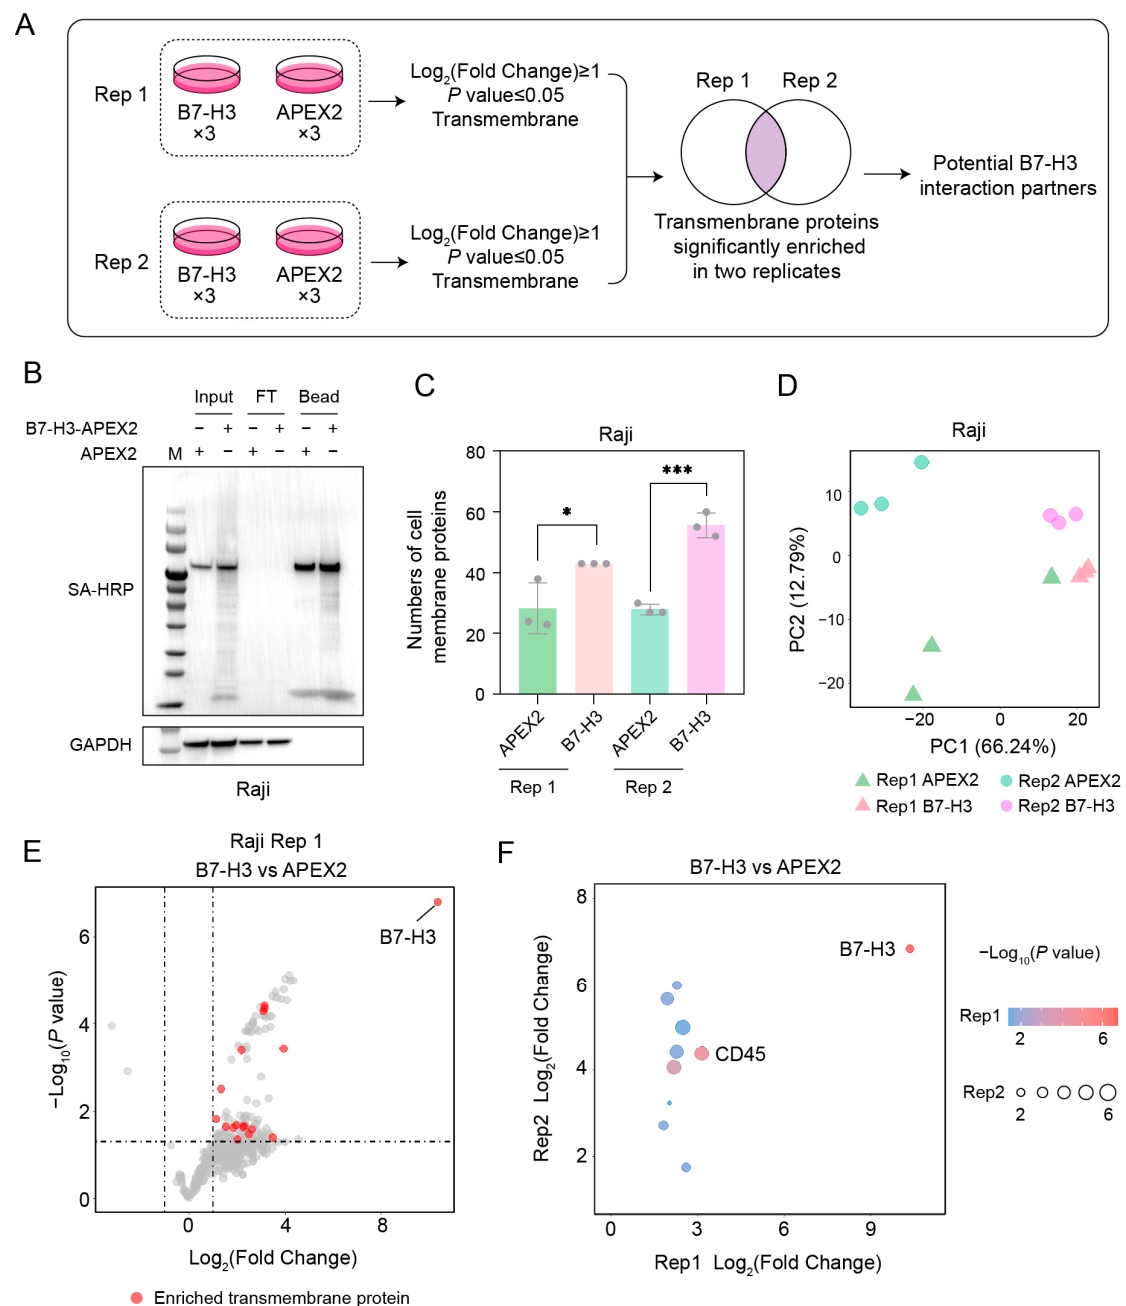 A
Rep 1
B7-H3
×3
APEX2
×3
Log2(Fold Change)≥1
P value≤0.05
Transmembrane
Rep 2
B7-H3
×3
APEX2
×3
Log2(Fold Change)≥1
P value≤0.05
Transmembrane
Rep 1 Rep 2
Transmenbrane proteins
significantly enriched
in two replicates
Potential B7-H3
interaction partners
B
Input FT Bead
B7-H3-APEX2 − + − + − +
APEX2 M + − + − + −
SA-HRP
GAPDH
Raji
C
Raji
Numbers of cell
membrane proteins
80
60
40
20
0
APEX2 B7-H3 APEX2 B7-H3
Rep 1 Rep 2
***
*
D
Raji
PC2 (12.79%)
10
0
−10
−20
−20 0 20
PC1 (66.24%)
Rep1 APEX2 Rep2 APEX2
Rep1 B7-H3 Rep2 B7-H3
E
Raji Rep 1
B7-H3 vs APEX2
B7-H3
−Log10(P value)
6
4
2
0
0 4 8
Log2(Fold Change)
Enriched transmembrane protein
F
B7-H3 vs APEX2
Rep2 Log2(Fold Change)
8
6
4
2
B7-H3
CD45
0 3 6 9
Rep1 Log2(Fold Change)
−Log10(P value)
Rep1
2 6
Rep2
2 6